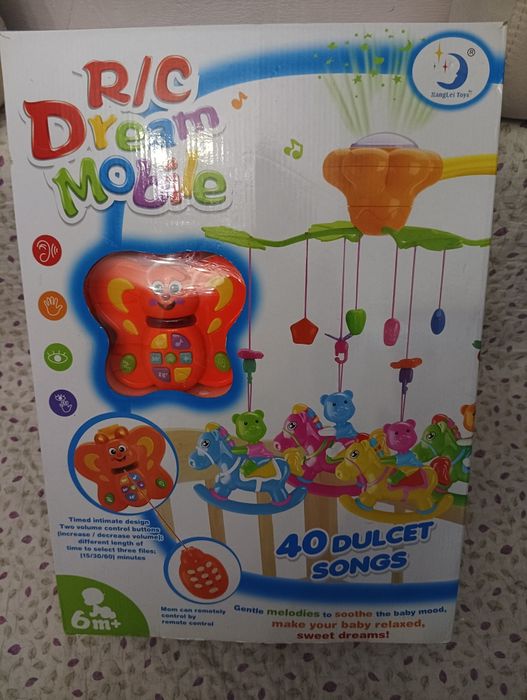 R/C
Dream
Mobile
JiangLei Toys
®
Timed intimate design
Two volume control buttons
(increase / decrease volume);
different length of
time to select three files;
(15/30/60) minutes
40 DULCET
SONGS
6m+
Mom can remotely
control by
remote control
Gentle melodies to soothe the baby mood,
make your baby relaxed,
sweet dreams!